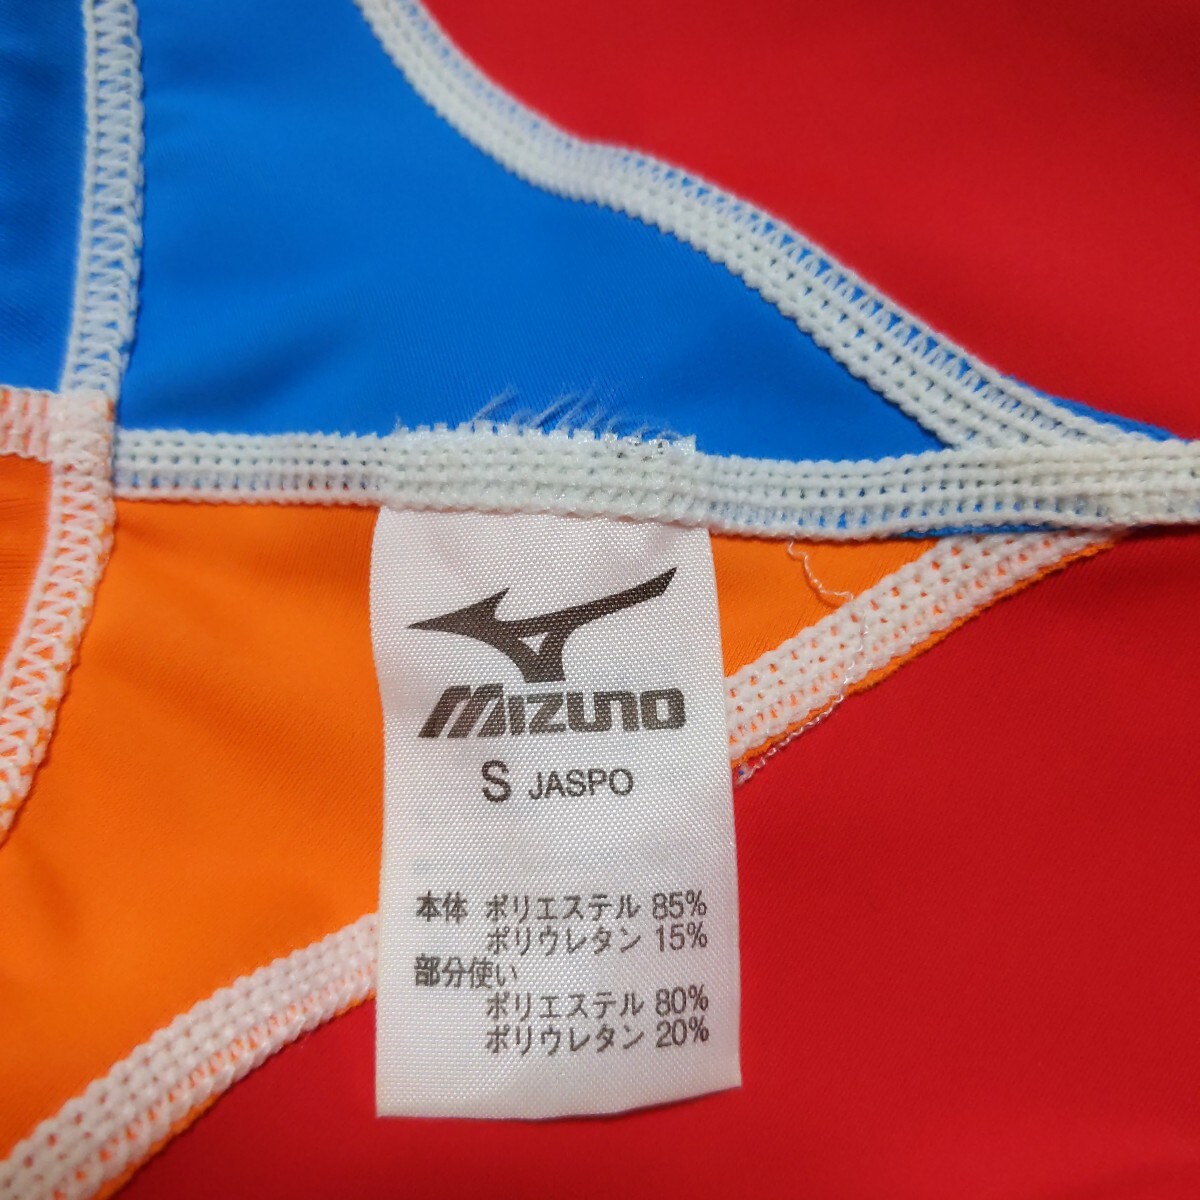 MIZUNO
S JASPO
本体 ポリエステル 85%
ポリウレタン 15%
部分使い
ポリエステル 80%
ポリウレタン 20%